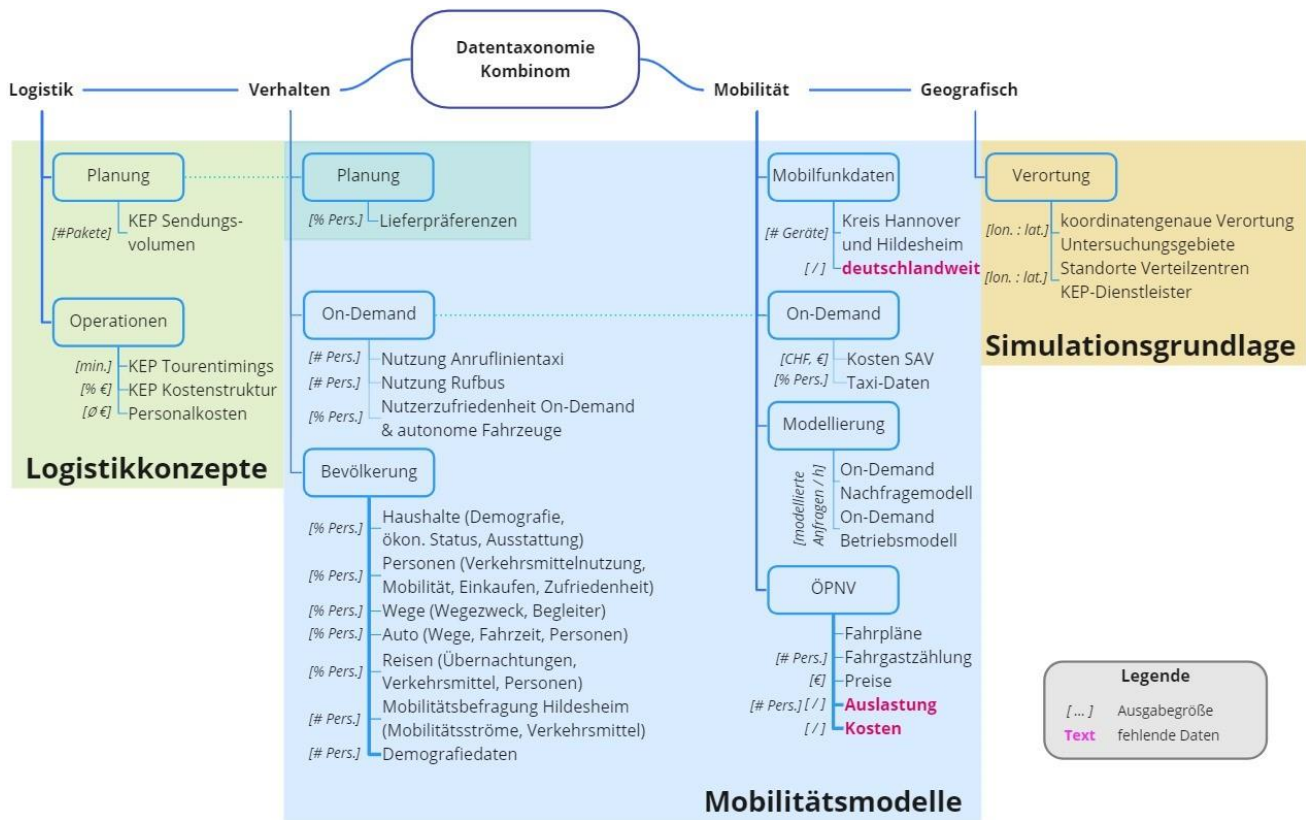 Datentaxonomie
Kombinom
Logistik
Verhalten
Mobilität
Geografisch
Planung
[#Pakete]
KEP Sendungs-
volumen
Operationen
[min.] KEP Tourentimings
[% €] KEP Kostenstruktur
[Ø €] Personalkosten
Logistikkonzepte
Planung
[% Pers.] Lieferpräferenzen
On-Demand
[# Pers.] Nutzung Anruflinientaxi
[# Pers.] Nutzung Rufbus
[% Pers.] Nutzerzufriedenheit On-Demand
& autonome Fahrzeuge
Bevölkerung
[% Pers.] Haushalte (Demografie,
ökon. Status, Ausstattung)
[% Pers.] Personen (Verkehrsmittelnutzung,
Mobilität, Einkaufen, Zufriedenheit)
[% Pers.] Wege (Wegezweck, Begleiter)
[% Pers.] Auto (Wege, Fahrzeit, Personen)
[% Pers.] Reisen (Übernachtungen,
Verkehrsmittel, Personen)
[# Pers.] Mobilitätsbefragung Hildesheim
(Mobilitätsströme, Verkehrsmittel)
[# Pers.] Demografiedaten
Mobilfunkdaten
[# Geräte] Kreis Hannover
und Hildesheim
[ / ] deutschlandweit
On-Demand
[CHF, €] Kosten SAV
[% Pers.] Taxi-Daten
Modellierung
[modellierte
Anfragen / h]
On-Demand
Nachfragemodell
On-Demand
Betriebsmodell
ÖPNV
Fahrpläne
[# Pers.] Fahrgastzählung
[€] Preise
[# Pers.] [ / ] Auslastung
[ / ] Kosten
Mobilitätsmodelle
Verortung
[lon. : lat.] koordinatengenaue Verortung
Untersuchungsgebiete
[lon. : lat.] Standorte Verteilzentren
KEP-Dienstleister
Simulationsgrundlage
Legende
[ ... ] Ausgabegröße
Text fehlende Daten